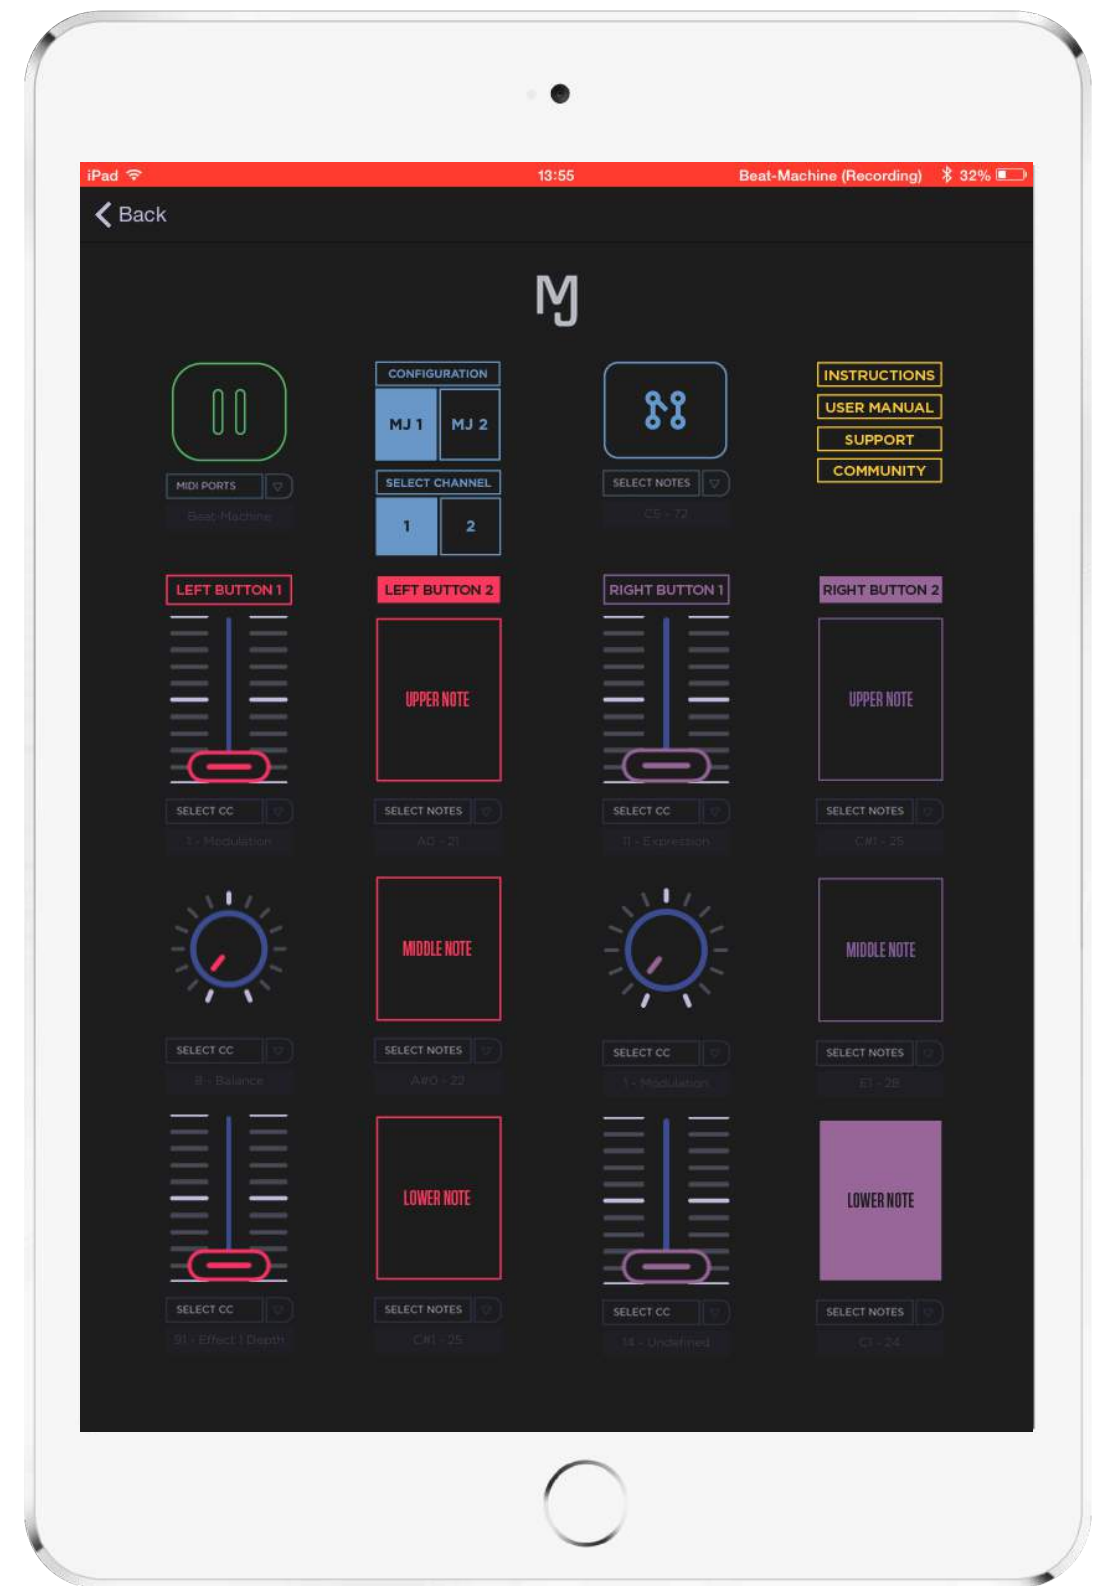 iPad 13:55 Beat-Machine (Recording) 32%
Back
MJ
CONFIGURATION
MJ 1 MJ 2
MIDI PORTS
Beat-Machine
SELECT CHANNEL
1 2
SELECT NOTES
C5 - 72
INSTRUCTIONS
USER MANUAL
SUPPORT
COMMUNITY
LEFT BUTTON 1 LEFT BUTTON 2 RIGHT BUTTON 1 RIGHT BUTTON 2
UPPER NOTE UPPER NOTE
SELECT CC SELECT NOTES SELECT CC SELECT NOTES
1 - Modulation A0 - 21 11 - Expression C#1 - 25
MIDDLE NOTE MIDDLE NOTE
SELECT CC SELECT NOTES SELECT CC SELECT NOTES
8 - Balance A#0 - 22 1 - Modulation E1 - 28
LOWER NOTE LOWER NOTE
SELECT CC SELECT NOTES SELECT CC SELECT NOTES
91 - Effect 1 Depth C#1 - 25 14 - Undefined C1 - 24